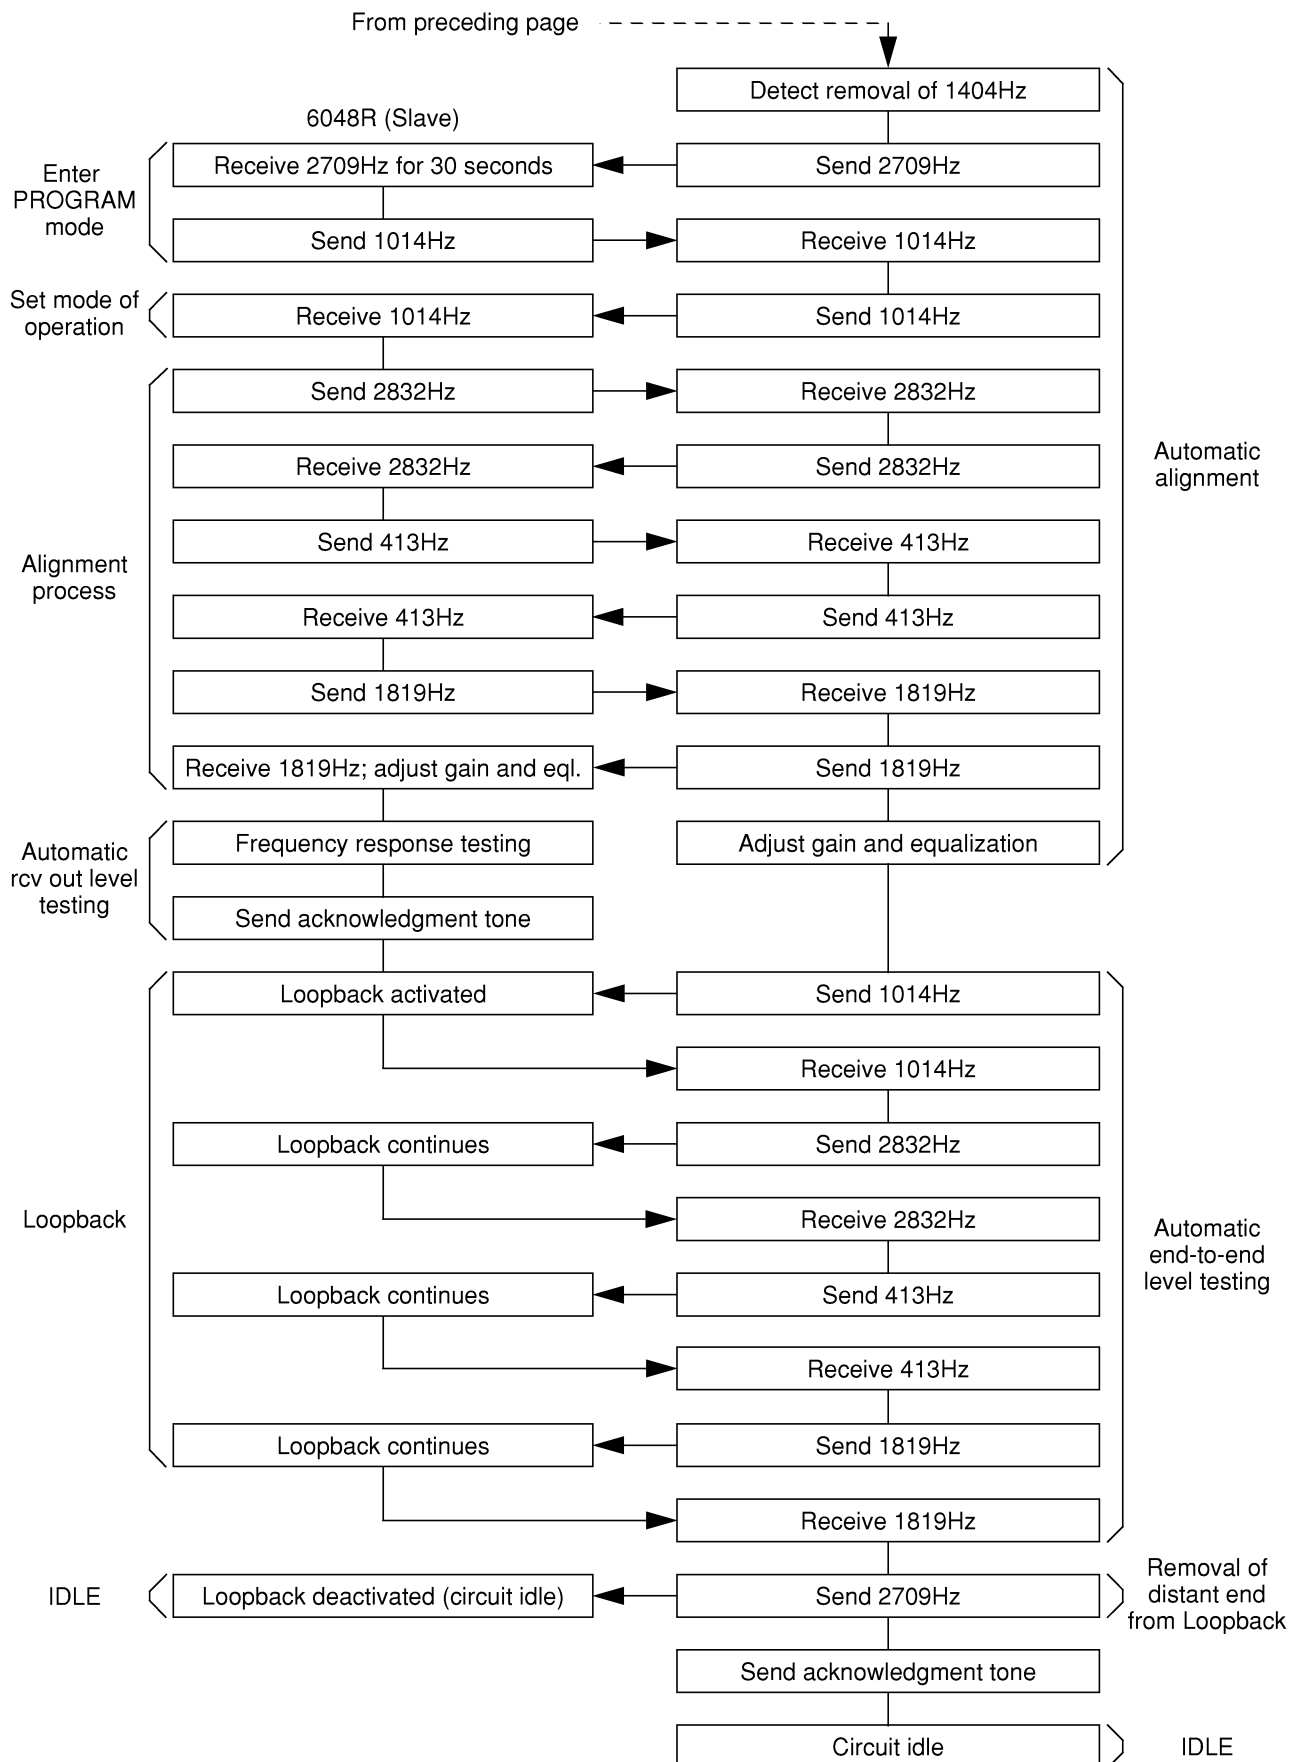 From preceding page
Detect removal of 1404Hz
6048R (Slave)
Enter
PROGRAM
mode
Receive 2709Hz for 30 seconds
Send 2709Hz
Send 1014Hz
Receive 1014Hz
Set mode of
operation
Receive 1014Hz
Send 1014Hz
Send 2832Hz
Receive 2832Hz
Automatic
alignment
Receive 2832Hz
Send 2832Hz
Send 413Hz
Receive 413Hz
Alignment
process
Receive 413Hz
Send 413Hz
Send 1819Hz
Receive 1819Hz
Receive 1819Hz; adjust gain and eql.
Send 1819Hz
Automatic
rcv out level
testing
Frequency response testing
Adjust gain and equalization
Send acknowledgment tone
Loopback activated
Send 1014Hz
Receive 1014Hz
Loopback continues
Send 2832Hz
Loopback
Receive 2832Hz
Automatic
end-to-end
level testing
Loopback continues
Send 413Hz
Receive 413Hz
Loopback continues
Send 1819Hz
Receive 1819Hz
IDLE
Loopback deactivated (circuit idle)
Send 2709Hz
Removal of
distant end
from Loopback
Send acknowledgment tone
Circuit idle
IDLE